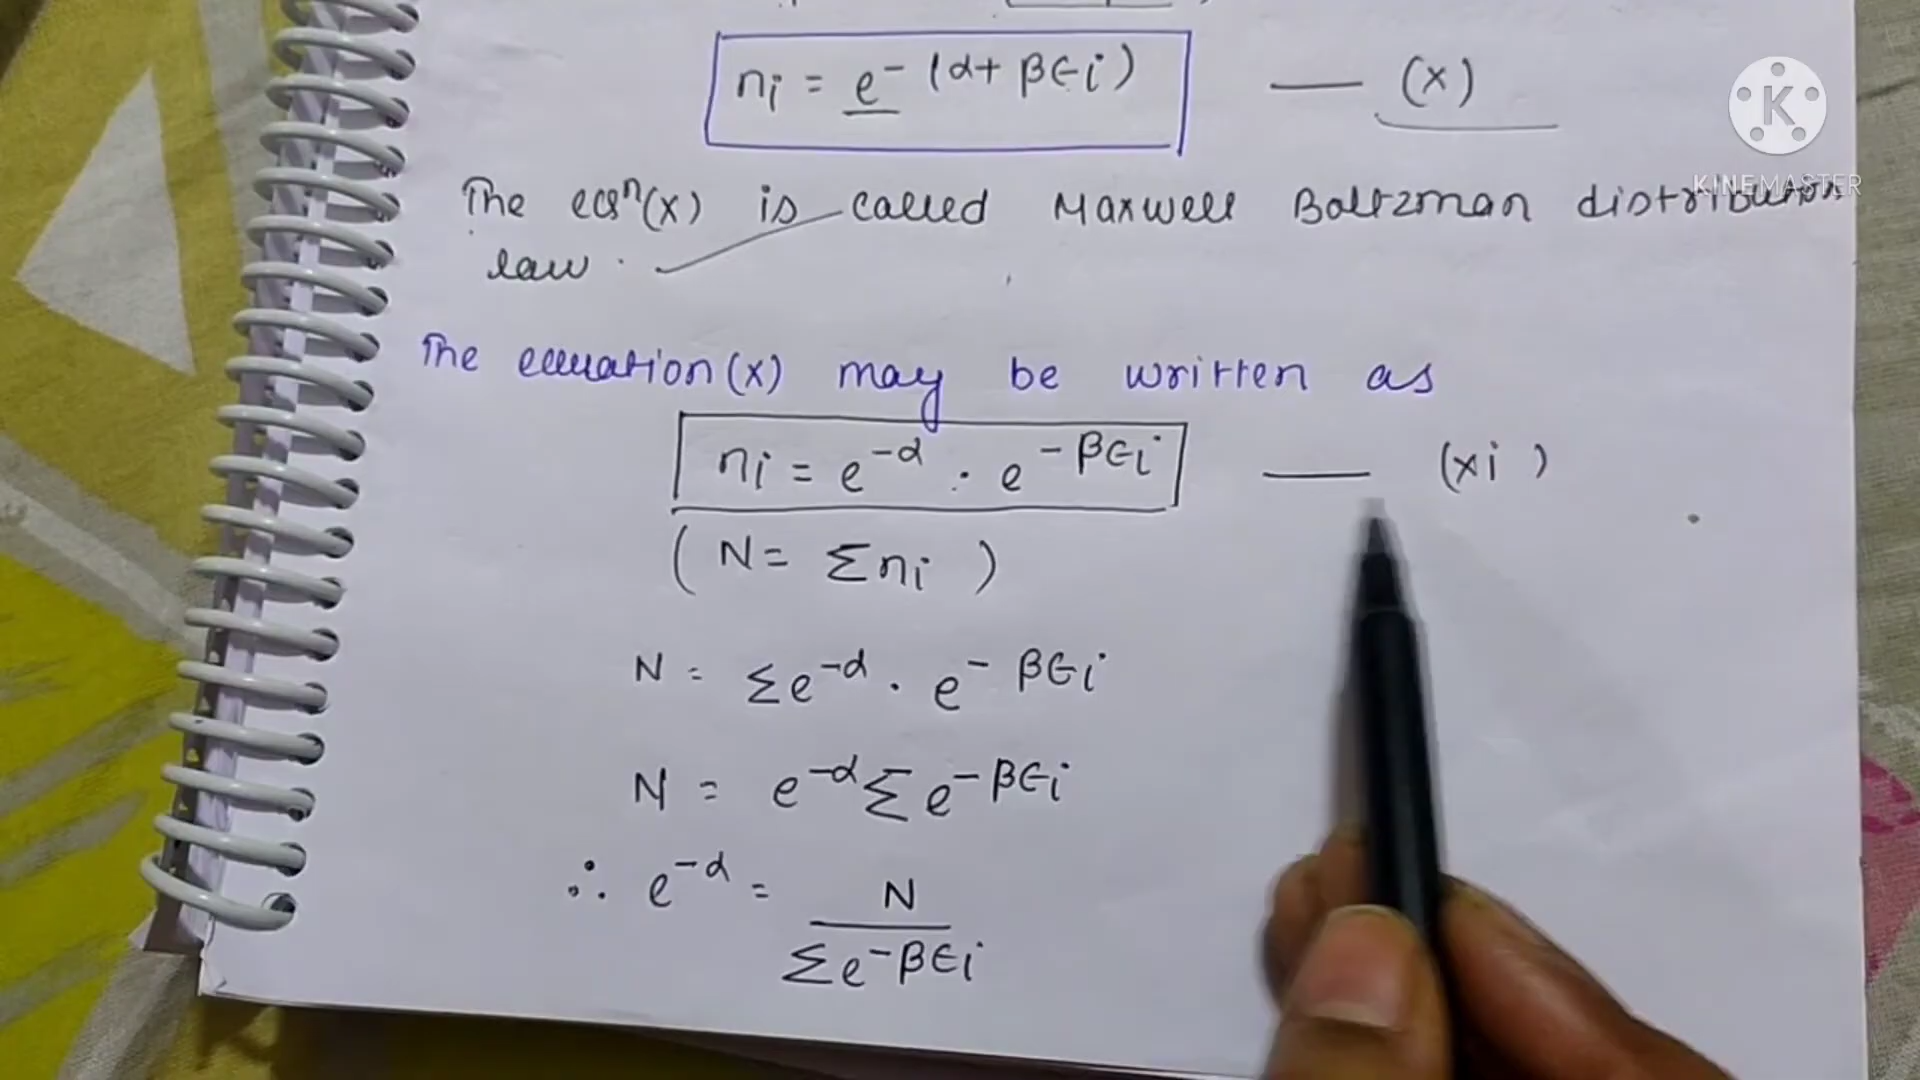 nᵢ = e⁻ (α + βϵᵢ) — (x)
K
KINEMASTER
The eqⁿ(x) is called Maxwell Boltzman distribution
law.
The equation (x) may be written as
nᵢ = e^-α . e^-βϵᵢ — (xi)
( N = Σnᵢ )
N = Σe^-α . e^-βϵᵢ
N = e^-α Σ e^-βϵᵢ
∴ e^-α = N / Σe^-βϵᵢ